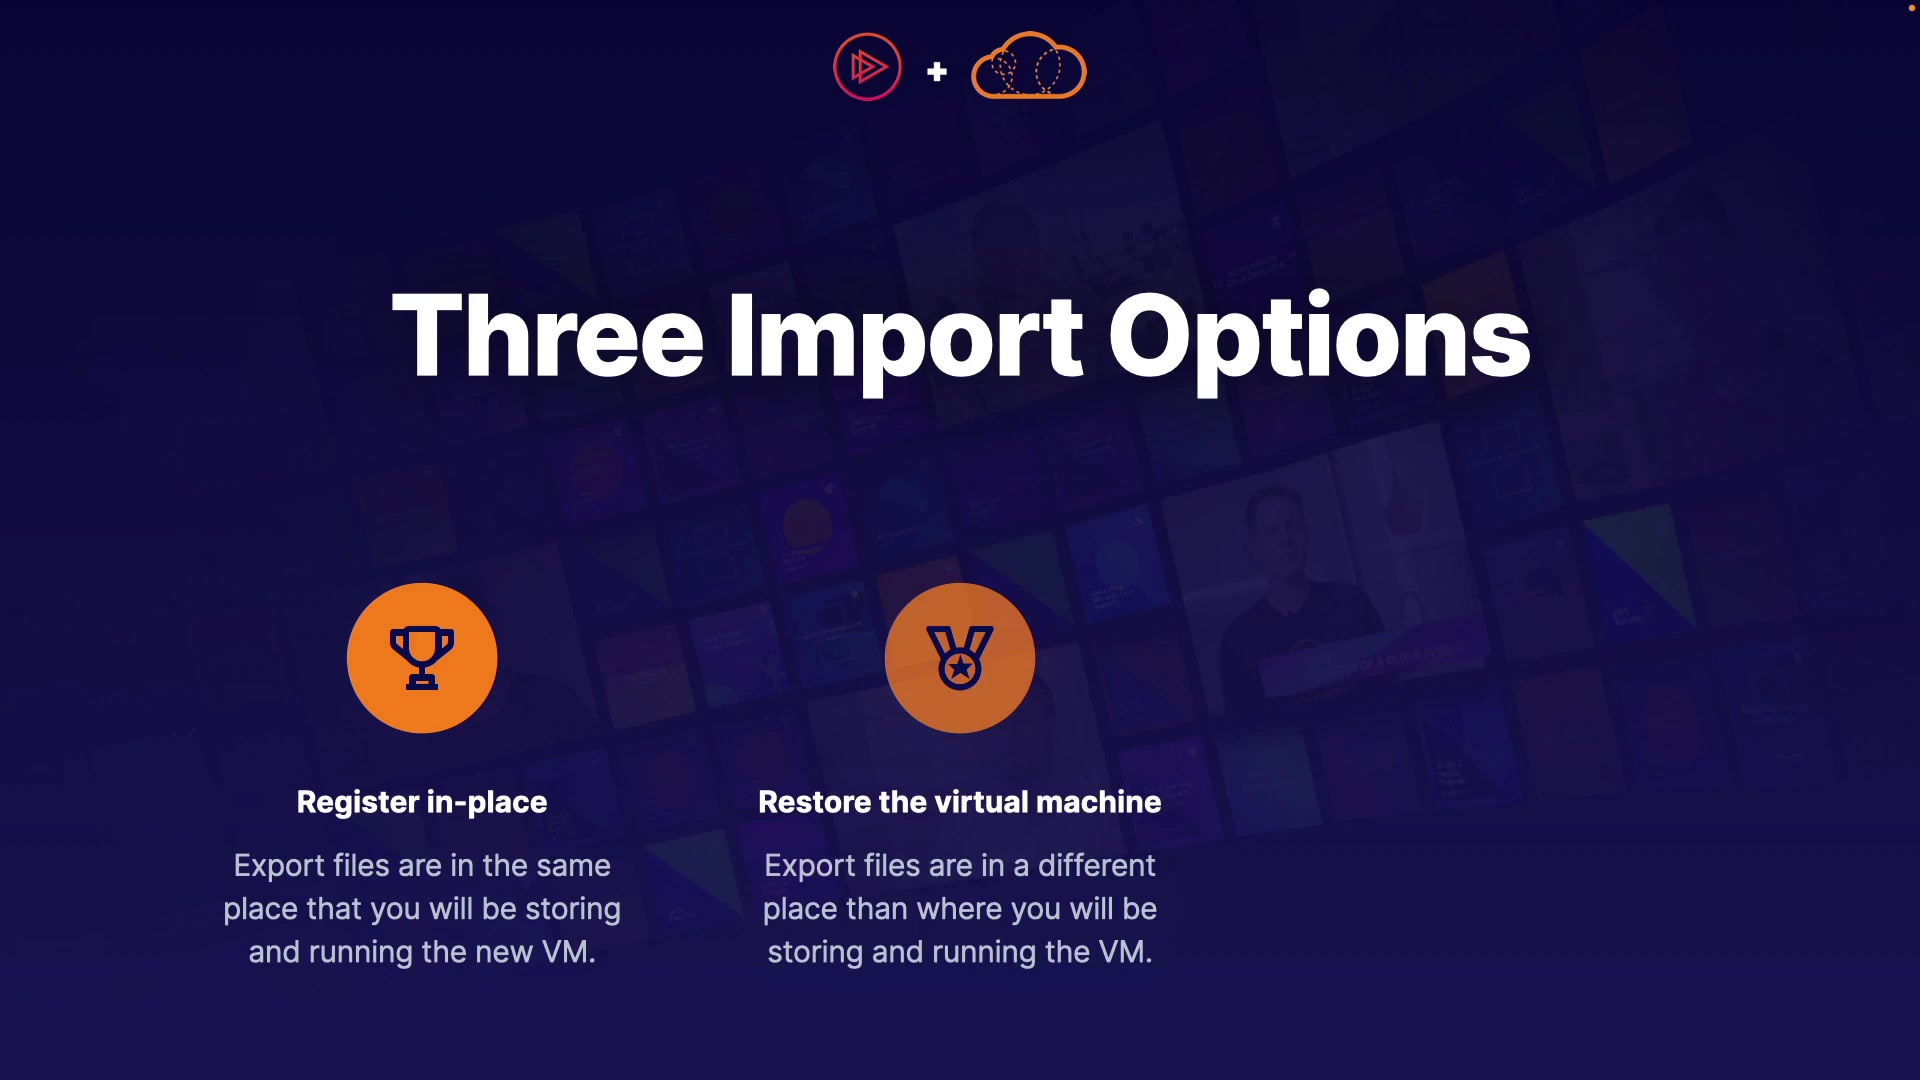 Three Import Options
Register in-place
Export files are in the same
place that you will be storing
and running the new VM.
Restore the virtual machine
Export files are in a different
place than where you will be
storing and running the VM.